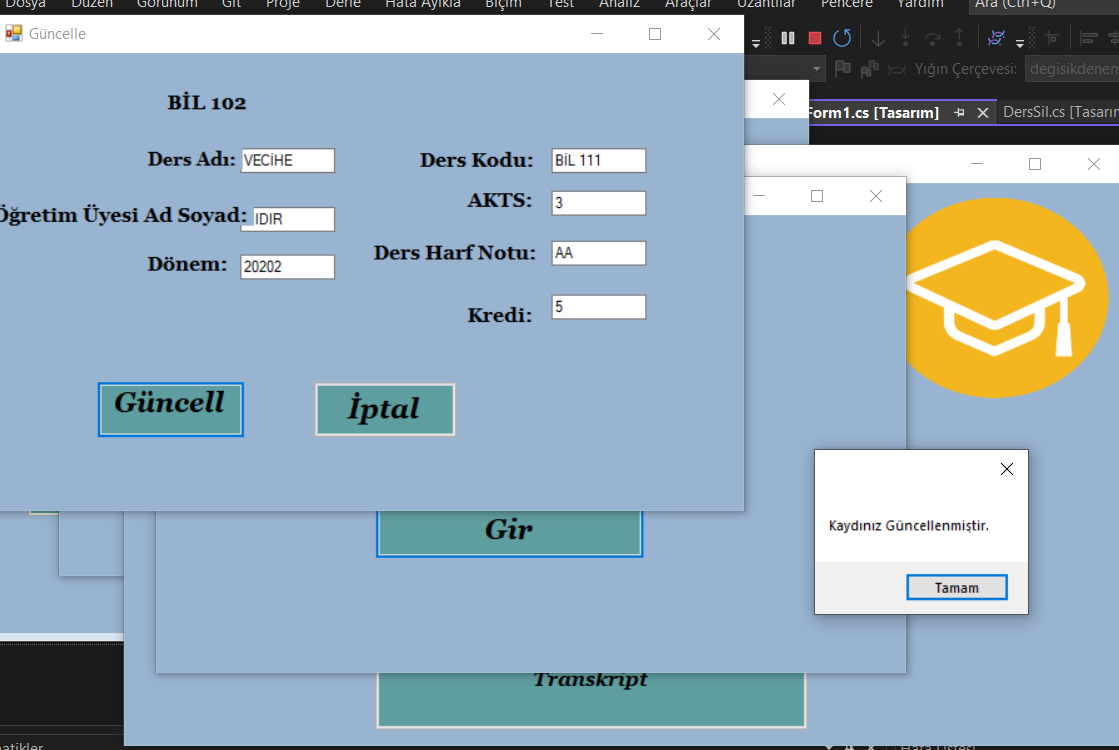 Dosya Düzen Görünüm Git Proje Derle Hata Ayıkla Biçim Test Analiz Araçlar Uzantılar Pencere Yardım Ara (Ctrl+Q)
Güncelle
Yığın Çerçevesi: degisikdenem
Form1.cs [Tasarım] DersSil.cs [Tasarım
BİL 102
Ders Adı: VECİHE Ders Kodu: BİL 111
AKTS: 3
Öğretim Üyesi Ad Soyad: IDIR
Ders Harf Notu: AA
Dönem: 20202
Kredi: 5
Güncell İptal
Gir
Kaydınız Güncellenmiştir.
Tamam
Transkript
Hata Listesi